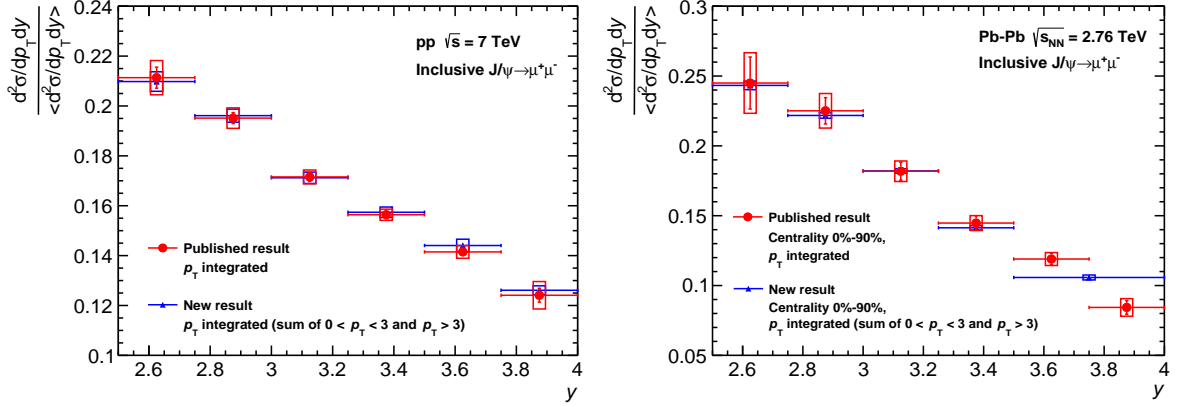 d²σ/dp_T dy
<d²σ/dp_T dy>
0.22
0.2
0.18
0.16
0.14
0.12
0.1
pp √s = 7 TeV
Inclusive J/ψ→μ⁺μ⁻
Published result
p_T integrated
New result
p_T integrated (sum of 0 < p_T < 3 and p_T > 3)
2.6 2.8 3 3.2 3.4 3.6 3.8 4
y
d²σ/dp_T dy
<d²σ/dp_T dy>
0.3
0.25
0.2
0.15
0.1
0.05
Pb-Pb √s_NN = 2.76 TeV
Inclusive J/ψ→μ⁺μ⁻
Published result
Centrality 0%-90%,
p_T integrated
New result
Centrality 0%-90%,
p_T integrated (sum of 0 < p_T < 3 and p_T > 3)
2.6 2.8 3 3.2 3.4 3.6 3.8 4
y